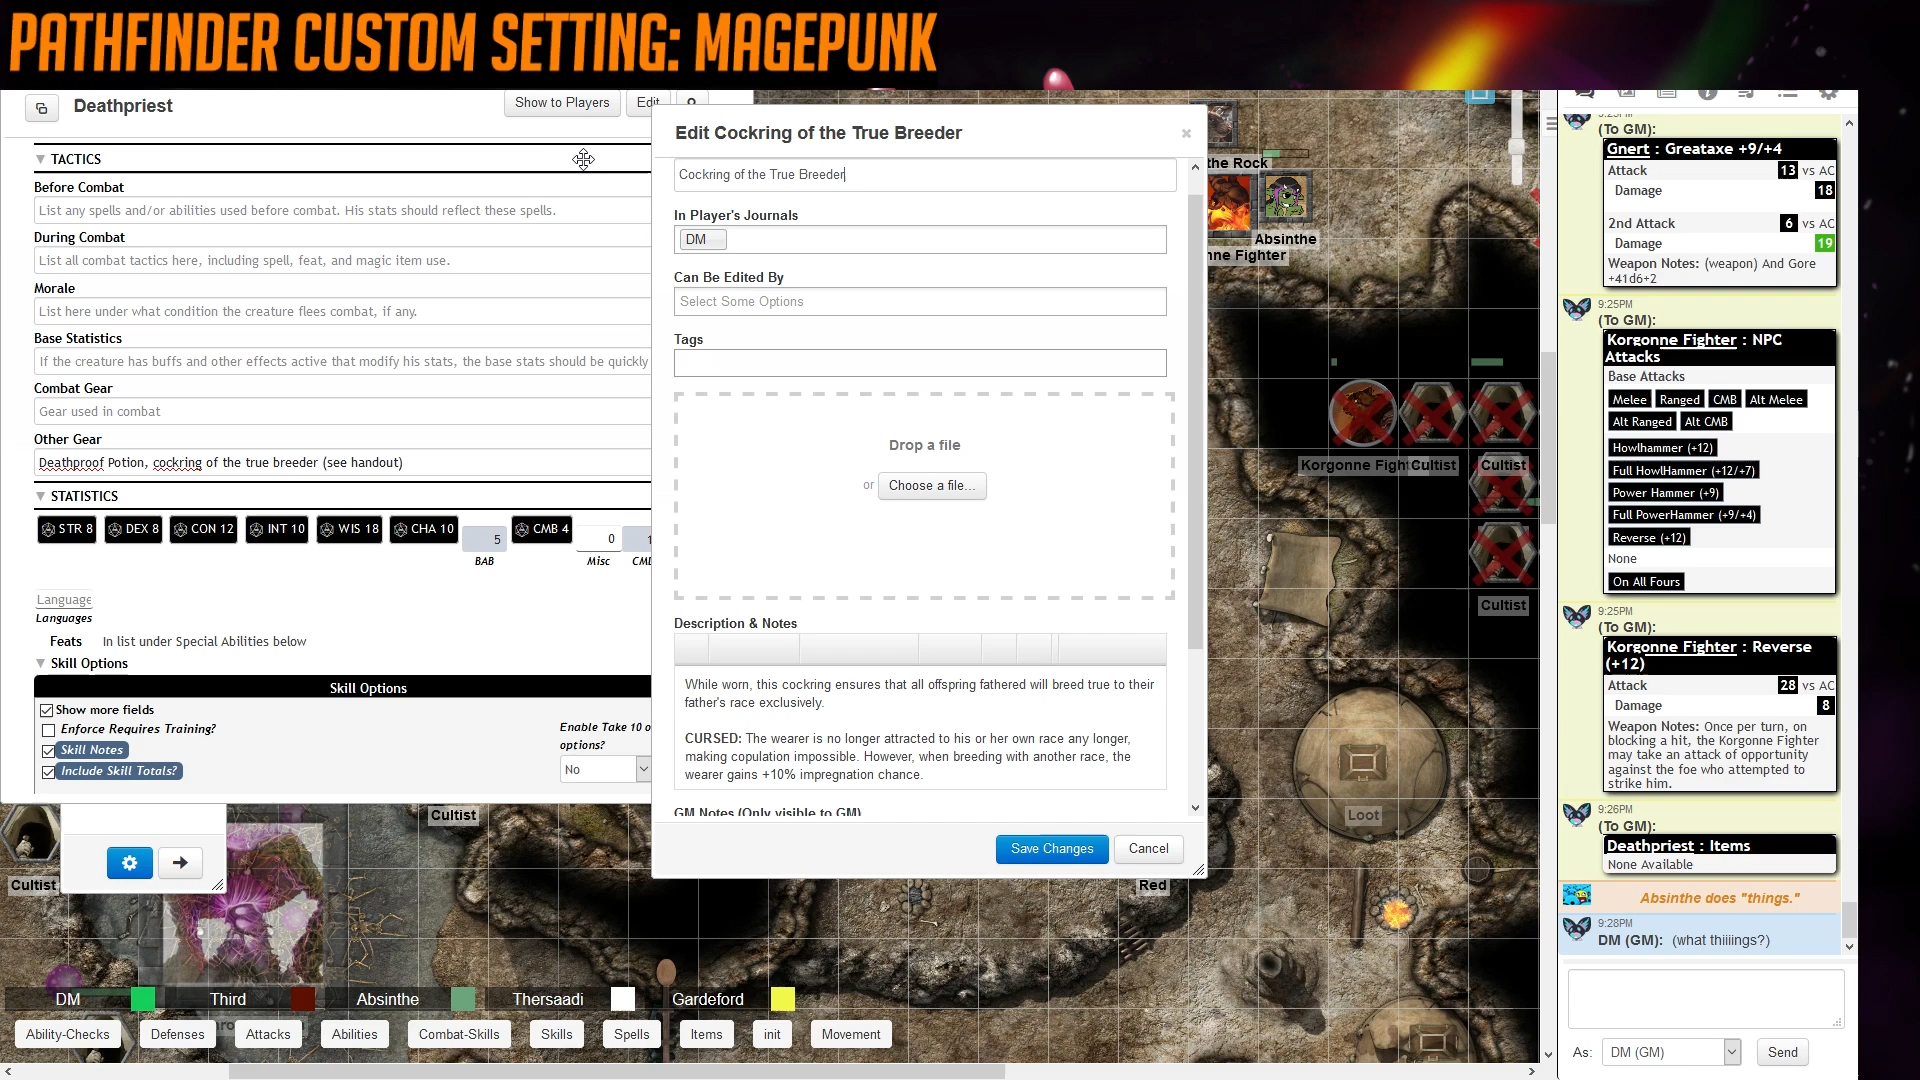 PATHFINDER CUSTOM SETTING: MAGEPUNK
Deathpriest
Show to Players
Edit
TACTICS
Before Combat
List any spells and/or abilities used before combat. His stats should reflect these spells.
During Combat
List all combat tactics here, including spell, feat, and magic item use.
Morale
List here under what condition the creature flees combat, if any.
Base Statistics
If the creature has buffs and other effects active that modify his stats, the base stats should be quickly
Combat Gear
Gear used in combat
Other Gear
Deathproof Potion, cockring of the true breeder (see handout)
STATISTICS
STR 8 DEX 8 CON 12 INT 10 WIS 18 CHA 10 5 CMB 4 0 1
BAB Misc
Language
Languages
Feats In list under Special Abilities below
Skill Options
Skill Options
Show more fields
Enforce Requires Training?
Skill Notes
Include Skill Totals?
Enable Take 10 o
options?
No
Edit Cockring of the True Breeder
×
Cockring of the True Breeder
In Player's Journals
DM
Can Be Edited By
Select Some Options
Tags
Drop a file
or Choose a file...
Description & Notes
While worn, this cockring ensures that all offspring fathered will breed true to their
father's race exclusively.
CURSED: The wearer is no longer attracted to his or her own race any longer,
making copulation impossible. However, when breeding with another race, the
wearer gains +10% impregnation chance.
GM Notes (Only visible to GM)
Save Changes
Cancel
the Rock
Absinthe
Fighter
Korgonne Fight
Cultist
Cultist
Cultist
Loot
Red
Cultist
Cultist
DM
Third
Absinthe
Thersaadi
Gardeford
Ability-Checks
Defenses
Attacks
Abilities
Combat-Skills
Skills
Spells
Items
init
Movement
(To GM):
Gnert : Greataxe +9/+4
Attack 13 vs AC
Damage 18
2nd Attack 6 vs AC
Damage 19
Weapon Notes: (weapon) And Gore
+41d6+2
9:25PM
(To GM):
Korgonne Fighter : NPC
Attacks
Base Attacks
Melee Ranged CMB Alt Melee
Alt Ranged Alt CMB
Howlhammer (+12)
Full HowlHammer (+12/+7)
Power Hammer (+9)
Full PowerHammer (+9/+4)
Reverse (+12)
None
On All Fours
9:25PM
(To GM):
Korgonne Fighter : Reverse
(+12)
Attack 28 vs AC
Damage 8
Weapon Notes: Once per turn, on
blocking a hit, the Korgonne Fighter
may take an attack of opportunity
against the foe who attempted to
strike him.
9:26PM
(To GM):
Deathpriest : Items
None Available
Absinthe does "things."
9:28PM
DM (GM): (what thiiiings?)
As: DM (GM)
Send